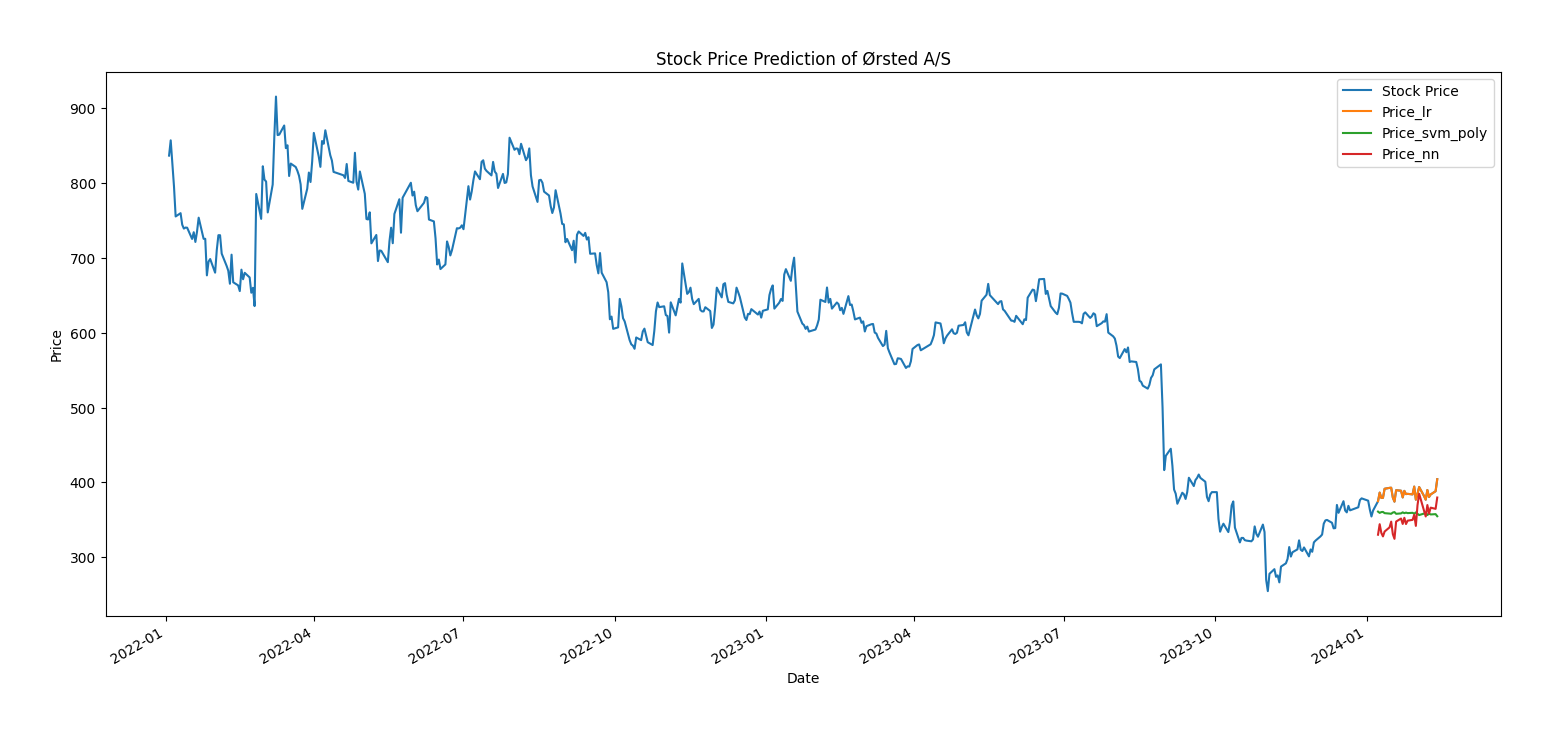 Stock Price Prediction of Ørsted A/S
Stock Price
Price_lr
Price_svm_poly
Price_nn
900
800
700
600
500
400
300
Price
2022-01
2022-04
2022-07
2022-10
2023-01
2023-04
2023-07
2023-10
2024-01
Date